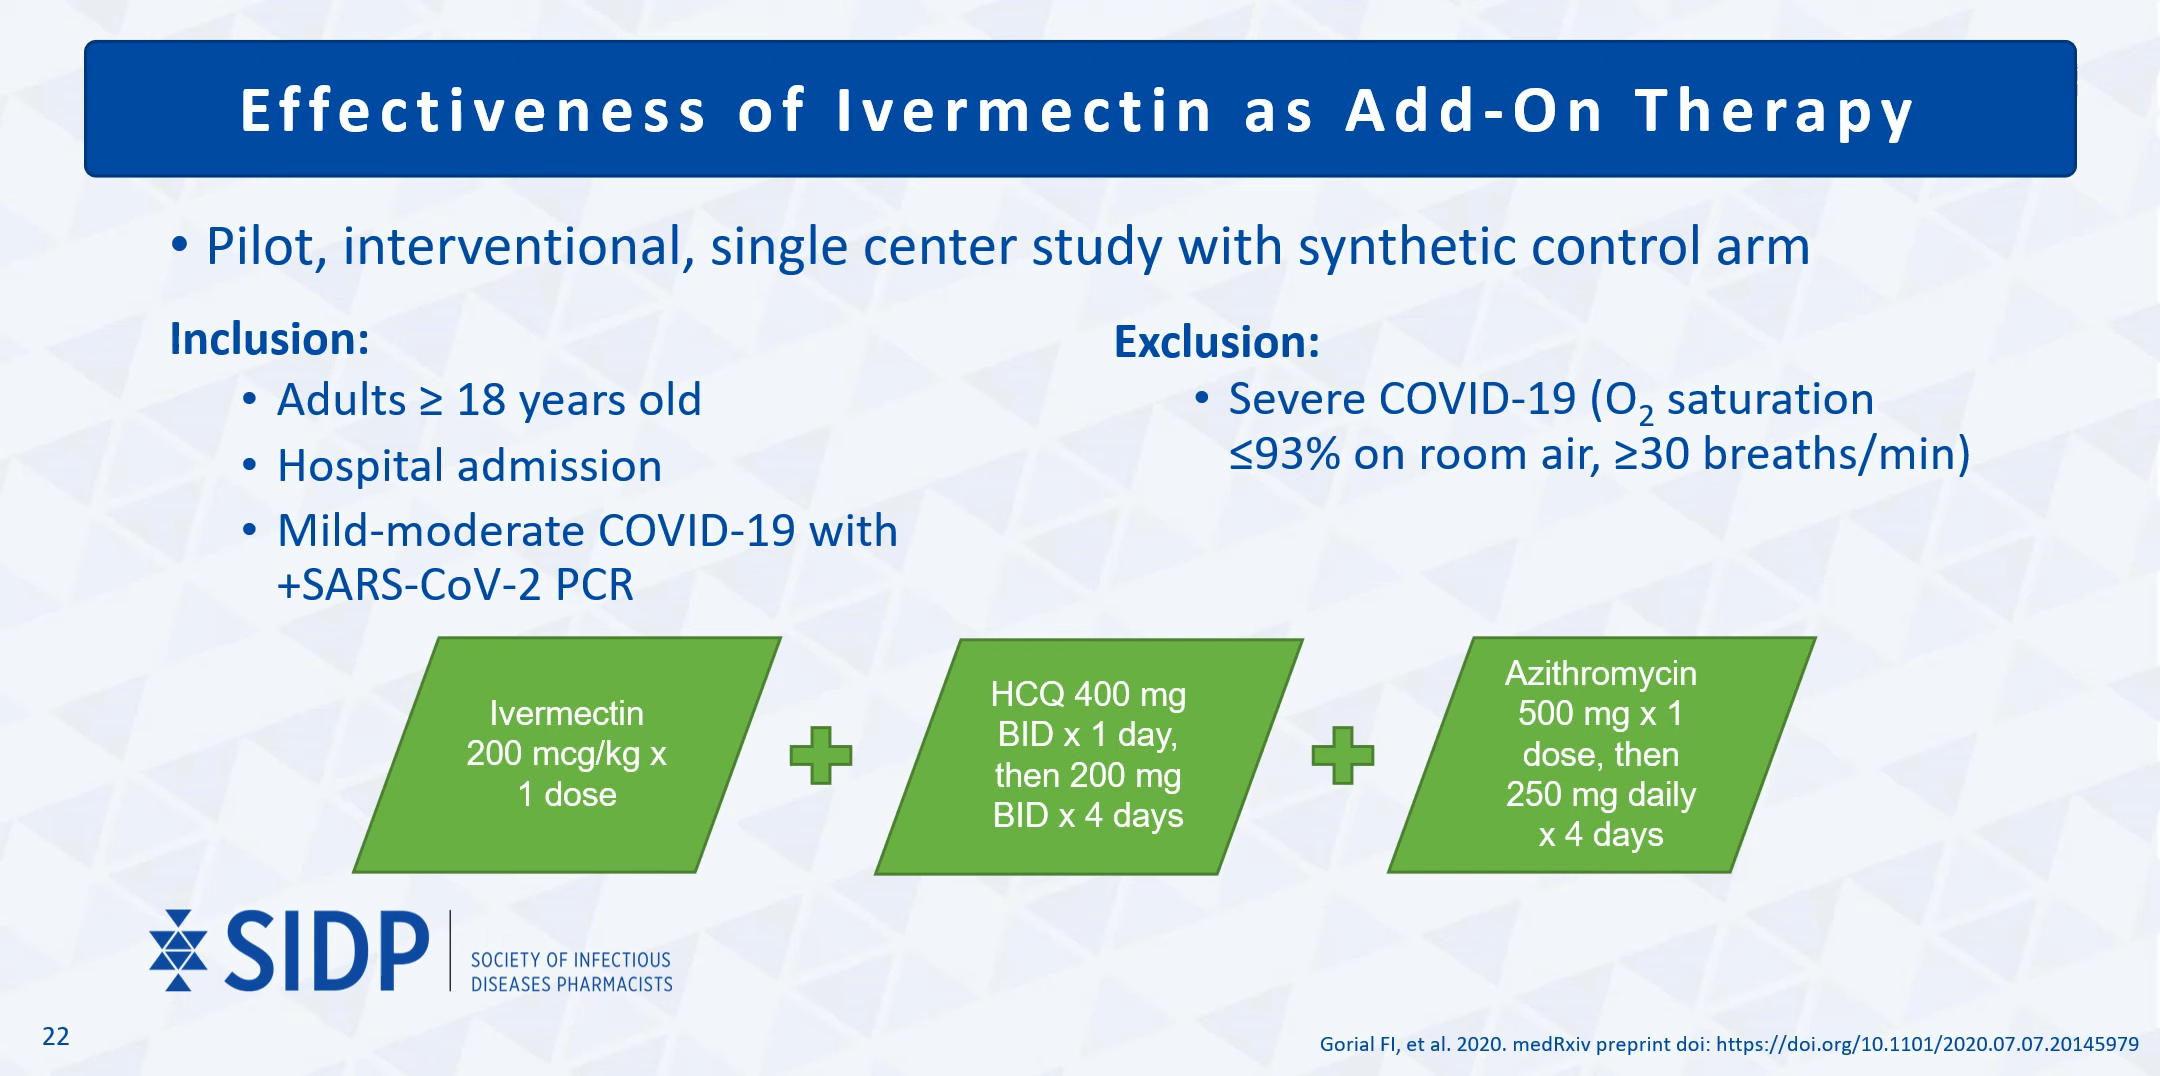 Effectiveness of Ivermectin as Add-On Therapy
• Pilot, interventional, single center study with synthetic control arm
Inclusion:
• Adults ≥ 18 years old
• Hospital admission
• Mild-moderate COVID-19 with
+SARS-CoV-2 PCR
Exclusion:
• Severe COVID-19 (O2 saturation
≤93% on room air, ≥30 breaths/min)
Ivermectin
200 mcg/kg x
1 dose
HCQ 400 mg
BID x 1 day,
then 200 mg
BID x 4 days
Azithromycin
500 mg x 1
dose, then
250 mg daily
x 4 days
SIDP
SOCIETY OF INFECTIOUS
DISEASES PHARMACISTS
22
Gorial FI, et al. 2020. medRxiv preprint doi: https://doi.org/10.1101/2020.07.07.20145979